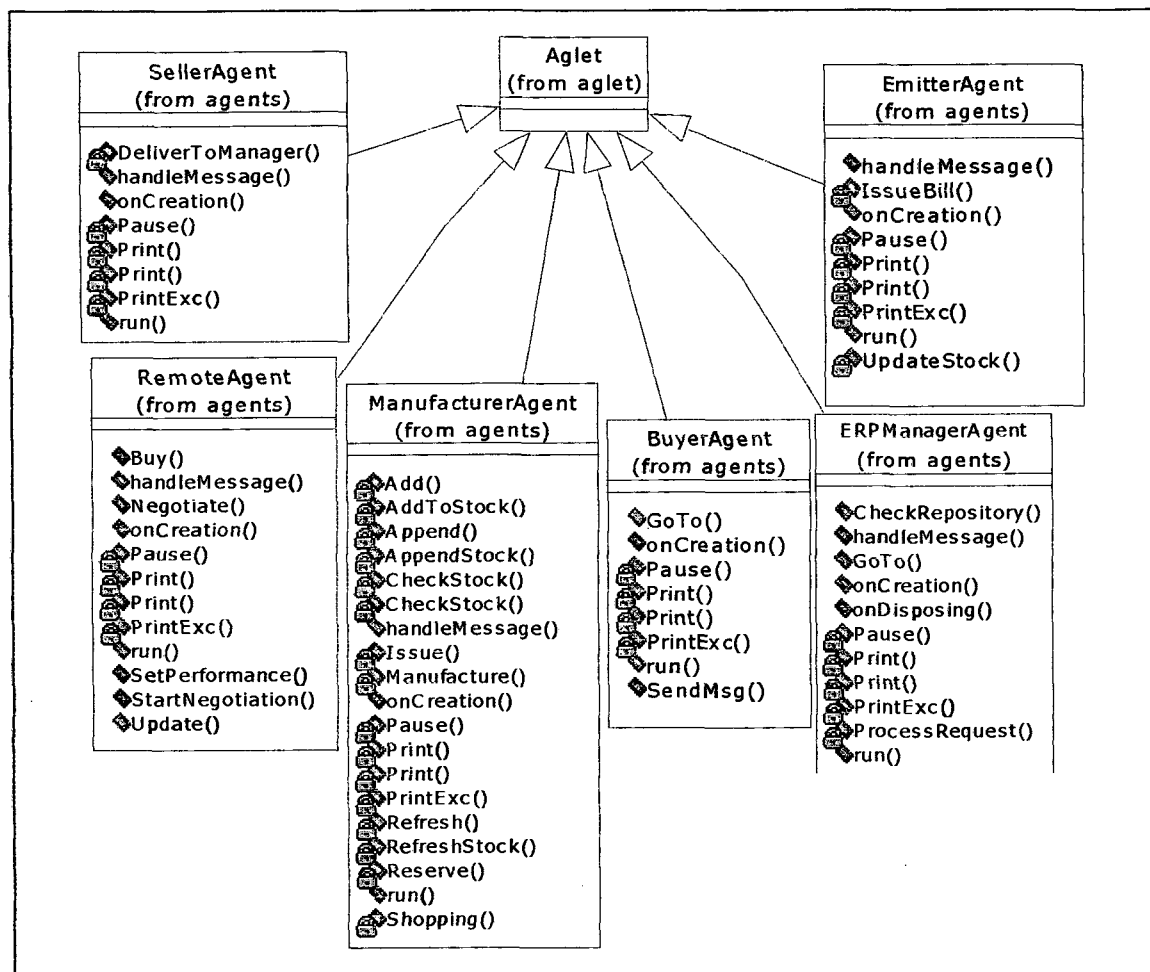 SellerAgent
(from agents)
DeliverToManager()
handleMessage()
onCreation()
Pause()
Print()
Print()
PrintExc()
run()
Aglet
(from aglet)
EmitterAgent
(from agents)
handleMessage()
IssueBill()
onCreation()
Pause()
Print()
Print()
PrintExc()
run()
UpdateStock()
RemoteAgent
(from agents)
Buy()
handleMessage()
Negotiate()
onCreation()
Pause()
Print()
Print()
PrintExc()
run()
SetPerformance()
StartNegotiation()
Update()
ManufacturerAgent
(from agents)
Add()
AddToStock()
Append()
AppendStock()
CheckStock()
CheckStock()
handleMessage()
Issue()
Manufacture()
onCreation()
Pause()
Print()
Print()
PrintExc()
Refresh()
RefreshStock()
Reserve()
run()
Shopping()
BuyerAgent
(from agents)
GoTo()
onCreation()
Pause()
Print()
Print()
PrintExc()
run()
SendMsg()
ERPManagerAgent
(from agents)
CheckRepository()
handleMessage()
GoTo()
onCreation()
onDisposing()
Pause()
Print()
Print()
PrintExc()
ProcessRequest()
run()